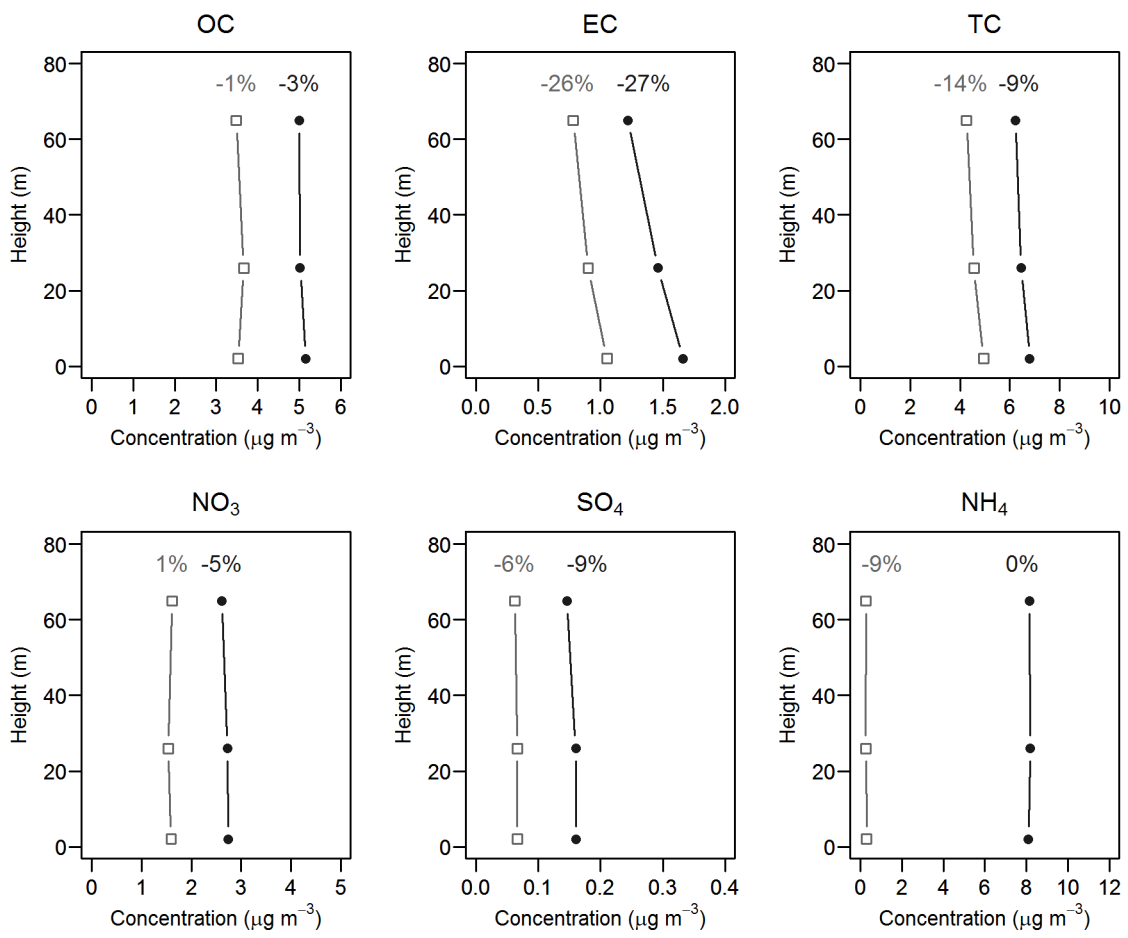 OC
EC
TC
-1% -3%
-26% -27%
-14% -9%
80
60
40
20
0
Height (m)
0 1 2 3 4 5 6
Concentration (μg m⁻³)
80
60
40
20
0
Height (m)
0.0 0.5 1.0 1.5 2.0
Concentration (μg m⁻³)
80
60
40
20
0
Height (m)
0 2 4 6 8 10
Concentration (μg m⁻³)
NO₃
SO₄
NH₄
1% -5%
-6% -9%
-9% 0%
80
60
40
20
0
Height (m)
0 1 2 3 4 5
Concentration (μg m⁻³)
80
60
40
20
0
Height (m)
0.0 0.1 0.2 0.3 0.4
Concentration (μg m⁻³)
80
60
40
20
0
Height (m)
0 2 4 6 8 10 12
Concentration (μg m⁻³)